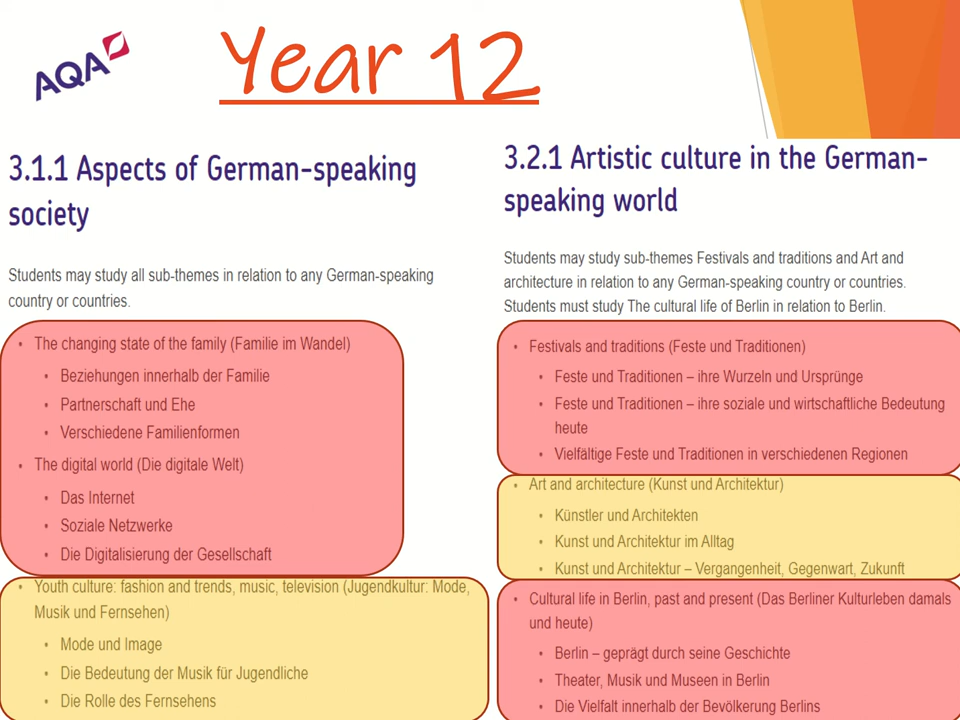 AQA
Year 12
3.1.1 Aspects of German-speaking
society
Students may study all sub-themes in relation to any German-speaking
country or countries.
• The changing state of the family (Familie im Wandel)
• Beziehungen innerhalb der Familie
• Partnerschaft und Ehe
• Verschiedene Familienformen
• The digital world (Die digitale Welt)
• Das Internet
• Soziale Netzwerke
• Die Digitalisierung der Gesellschaft
• Youth culture: fashion and trends, music, television (Jugendkultur: Mode,
Musik und Fernsehen)
• Mode und Image
• Die Bedeutung der Musik für Jugendliche
• Die Rolle des Fernsehens
3.2.1 Artistic culture in the German-
speaking world
Students may study sub-themes Festivals and traditions and Art and
architecture in relation to any German-speaking country or countries.
Students must study The cultural life of Berlin in relation to Berlin.
• Festivals and traditions (Feste und Traditionen)
• Feste und Traditionen – ihre Wurzeln und Ursprünge
• Feste und Traditionen – ihre soziale und wirtschaftliche Bedeutung
heute
• Vielfältige Feste und Traditionen in verschiedenen Regionen
• Art and architecture (Kunst und Architektur)
• Künstler und Architekten
• Kunst und Architektur im Alltag
• Kunst und Architektur – Vergangenheit, Gegenwart, Zukunft
• Cultural life in Berlin, past and present (Das Berliner Kulturleben damals
und heute)
• Berlin – geprägt durch seine Geschichte
• Theater, Musik und Museen in Berlin
• Die Vielfalt innerhalb der Bevölkerung Berlins